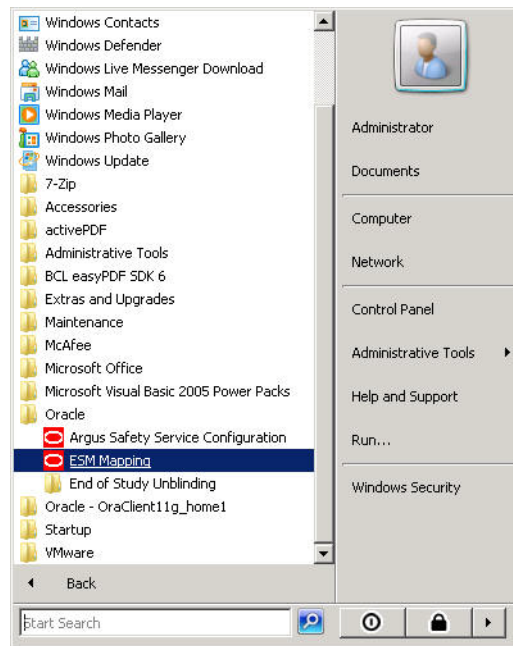 Windows Contacts
Windows Defender
Windows Live Messenger Download
Windows Mail
Windows Media Player
Windows Photo Gallery
Windows Update
7-Zip
Accessories
activePDF
Administrative Tools
BCL easyPDF SDK 6
Extras and Upgrades
Maintenance
McAfee
Microsoft Office
Microsoft Visual Basic 2005 Power Packs
Oracle
Argus Safety Service Configuration
ESM Mapping
End of Study Unblinding
Oracle - OraClient11g_home1
Startup
VMware
Back
Start Search
Administrator
Documents
Computer
Network
Control Panel
Administrative Tools
Help and Support
Run...
Windows Security